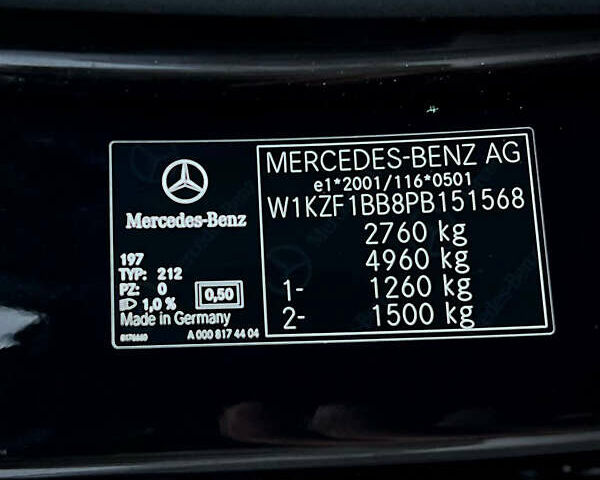 Mercedes-Benz
197
TYP: 212
PZ: 0
1,0 %
0,50
Made in Germany
A 000 817 44 04
MERCEDES-BENZ AG
e1*2001/116*0501
W1KZF1BB8PB151568
2760 kg
4960 kg
1- 1260 kg
2- 1500 kg